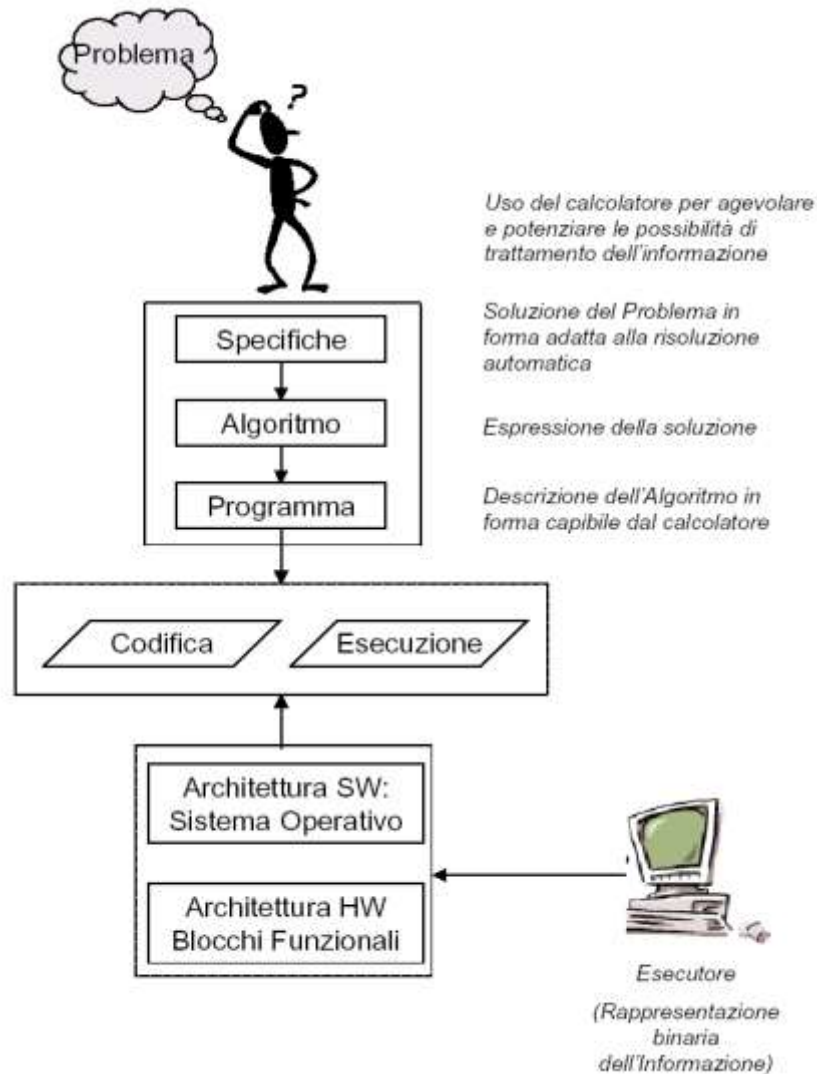 Problema
?
Uso del calcolatore per agevolare
e potenziare le possibilità di
trattamento dell'informazione
Specifiche
Soluzione del Problema in
forma adatta alla risoluzione
automatica
Algoritmo
Espressione della soluzione
Programma
Descrizione dell'Algoritmo in
forma capibile dal calcolatore
Codifica
Esecuzione
Architettura SW:
Sistema Operativo
Architettura HW
Blocchi Funzionali
Esecutore
(Rappresentazione
binaria
dell'Informazione)